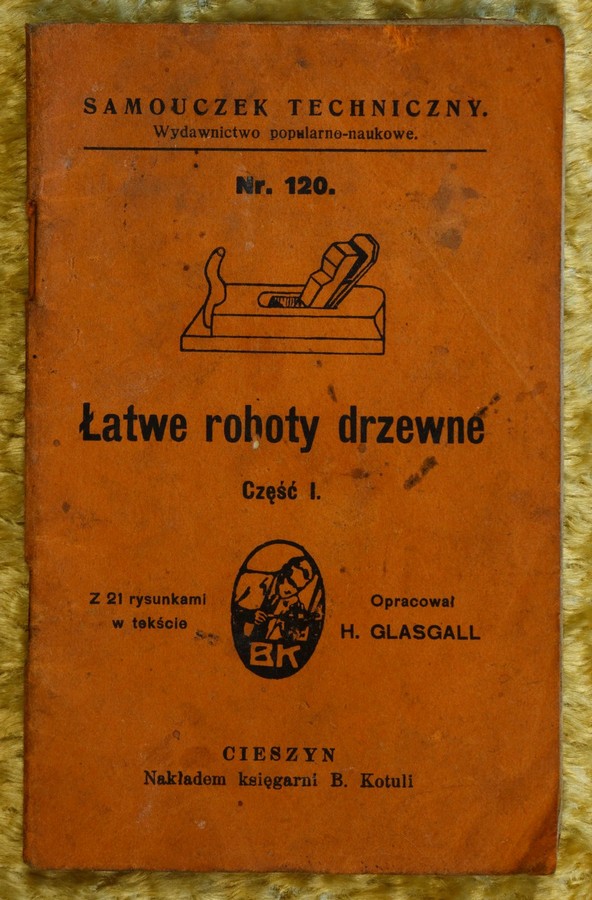 SAMOUCZEK TECHNICZNY.
Wydawnictwo popularno-naukowe.
Nr. 120.
Łatwe roboty drzewne
Część I.
Z 21 rysunkami
w tekście
BK
Opracował
H. GLASGALL
CIESZYN
Nakładem księgarni B. Kotuli